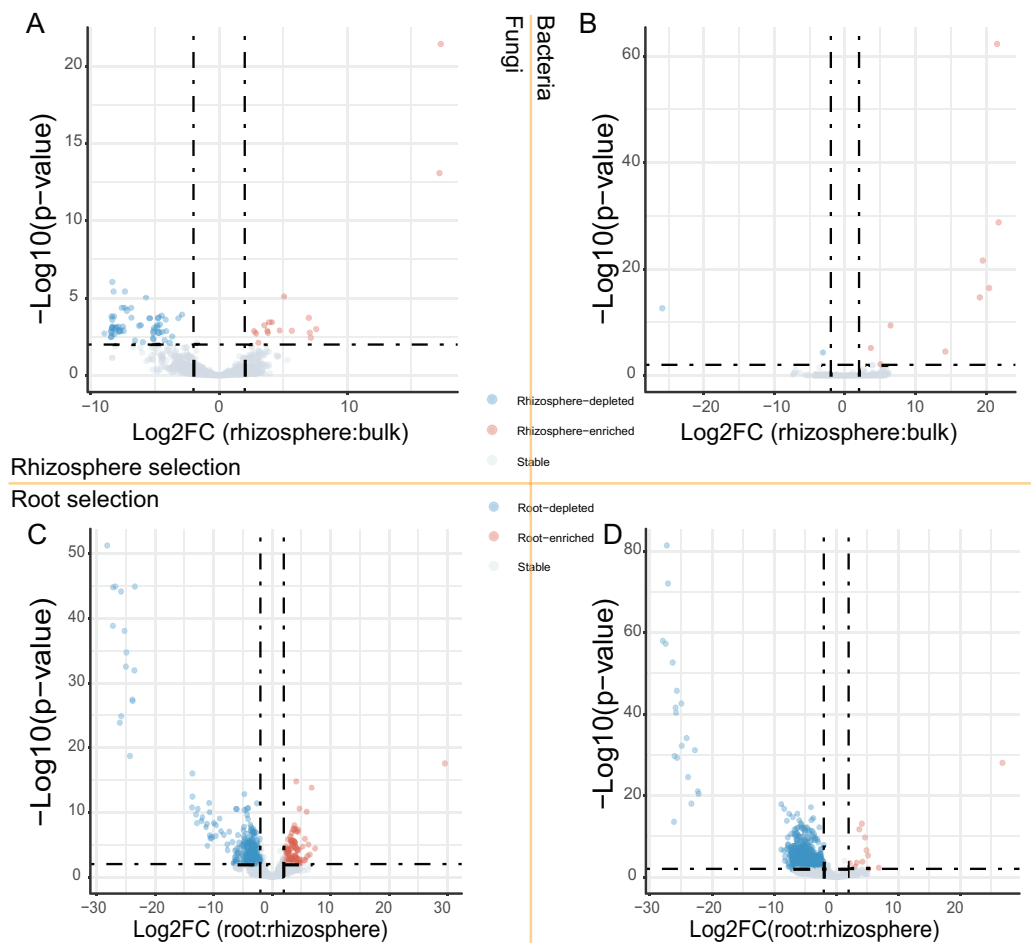 A
Fungi
Bacteria
B
−Log10(p−value)
20
15
10
5
0
−10
0
10
Log2FC (rhizosphere:bulk)
−Log10(p−value)
60
40
20
0
−20
−10
0
10
20
Log2FC (rhizosphere:bulk)
Rhizosphere−depleted
Rhizosphere−enriched
Stable
Rhizosphere selection
Root selection
Root−depleted
Root−enriched
Stable
C
−Log10(p−value)
50
40
30
20
10
0
−30
−20
−10
0
10
20
30
Log2FC (root:rhizosphere)
D
−Log10(p−value)
80
60
40
20
0
−30
−20
−10
0
10
20
Log2FC(root:rhizosphere)